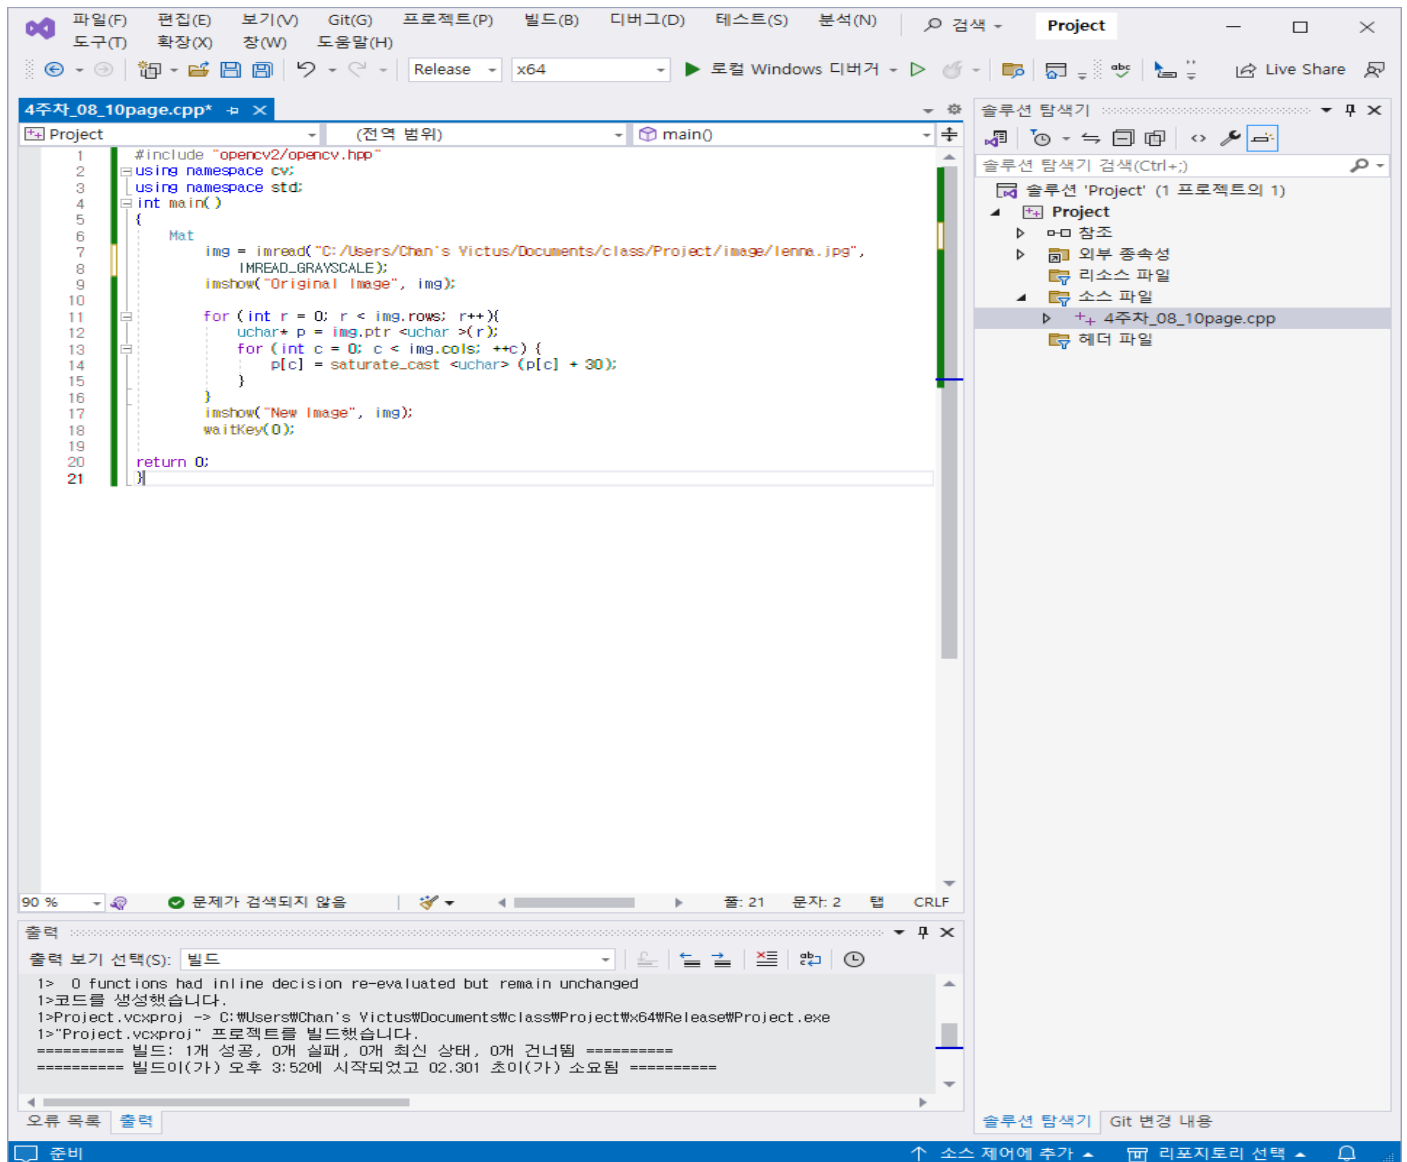 파일(F) 편집(E) 보기(V) Git(G) 프로젝트(P) 빌드(B) 디버그(D) 테스트(S) 분석(N) 검색 Project
도구(T) 확장(X) 창(W) 도움말(H)
Release x64 로컬 Windows 디버거 abc Live Share
4주차_08_10page.cpp*
Project (전역 범위) main()
1 #include "opencv2/opencv.hpp"
2 using namespace cv;
3 using namespace std;
4 int main()
5 {
6 Mat
7 img = imread("C:/Users/Chan's Victus/Documents/class/Project/image/lenna.jpg",
8 IMREAD_GRAYSCALE);
9 imshow("Original Image", img);
10
11 for (int r = 0; r < img.rows; r++){
12 uchar* p = img.ptr <uchar >(r);
13 for (int c = 0; c < img.cols; ++c) {
14 p[c] = saturate_cast <uchar> (p[c] + 30);
15 }
16 }
17 imshow("New Image", img);
18 waitKey(0);
19
20 return 0;
21 }
90 % 문제가 검색되지 않음 줄: 21 문자: 2 탭 CRLF
출력
출력 보기 선택(S): 빌드
1> 0 functions had inline decision re-evaluated but remain unchanged
1>코드를 생성했습니다.
1>Project.vcxproj -> C:₩Users₩Chan's Victus₩Documents₩class₩Project₩x64₩Release₩Project.exe
1>"Project.vcxproj" 프로젝트를 빌드했습니다.
========== 빌드: 1개 성공, 0개 실패, 0개 최신 상태, 0개 건너뜀 ==========
========== 빌드이(가) 오후 3:52에 시작되었고 02.301 초이(가) 소요됨 ==========
오류 목록 출력
솔루션 탐색기
솔루션 탐색기 검색(Ctrl+;)
솔루션 'Project' (1 프로젝트의 1)
Project
참조
외부 종속성
리소스 파일
소스 파일
4주차_08_10page.cpp
헤더 파일
솔루션 탐색기 Git 변경 내용
준비 소스 제어에 추가 리포지토리 선택